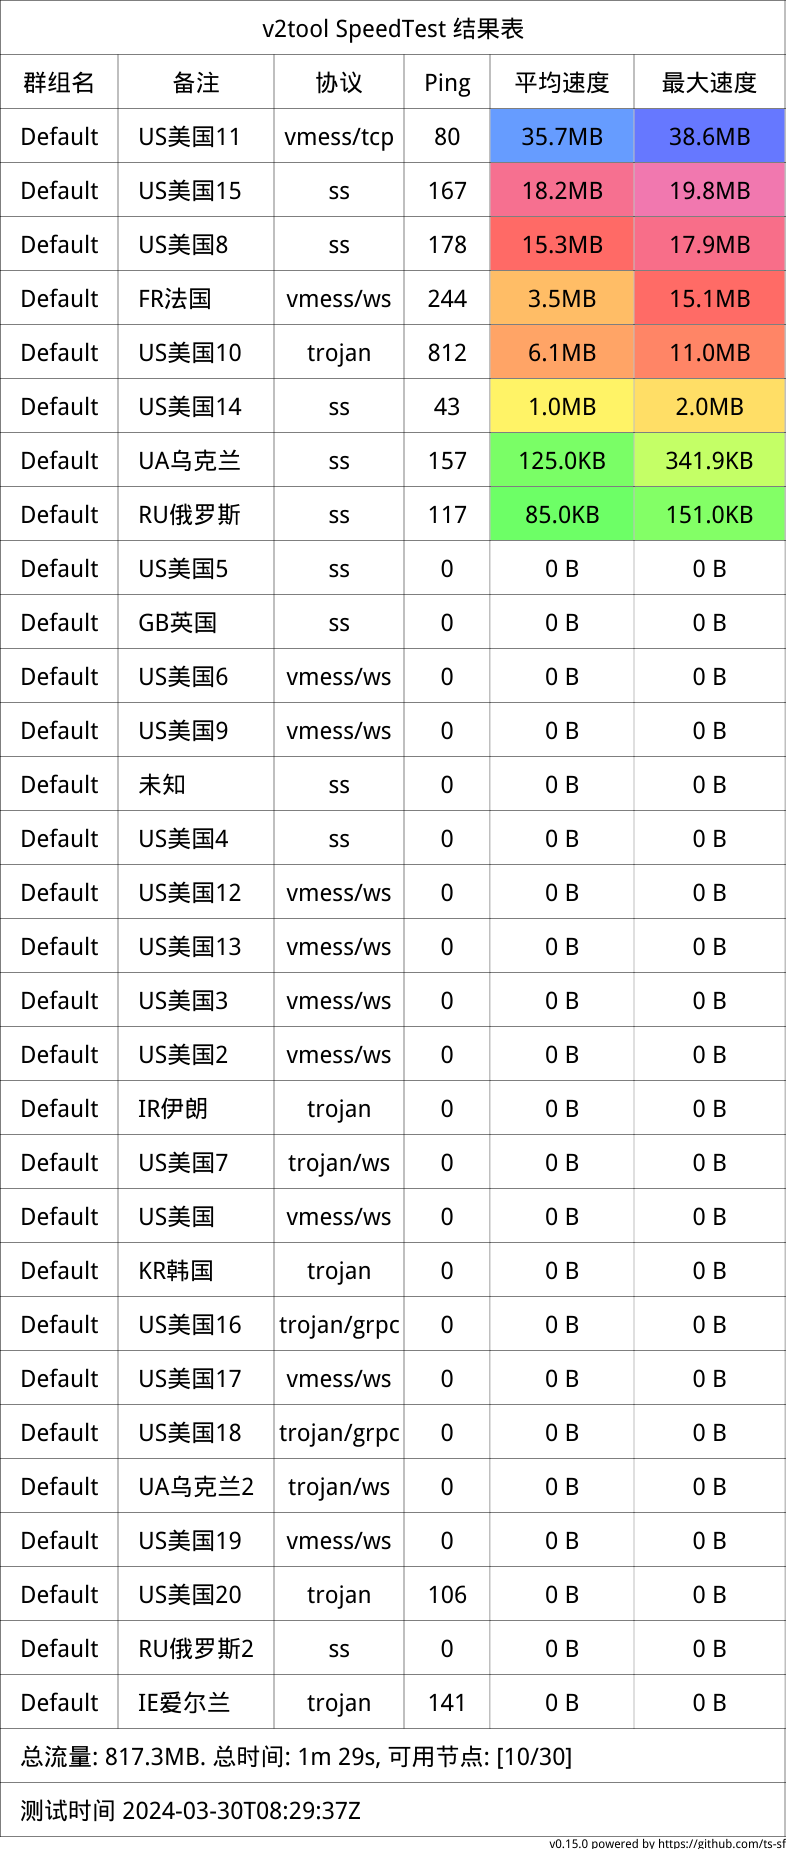 v2tool SpeedTest 结果表
群组名 备注 协议 Ping 平均速度 最大速度
Default US美国11 vmess/tcp 80 35.7MB 38.6MB
Default US美国15 ss 167 18.2MB 19.8MB
Default US美国8 ss 178 15.3MB 17.9MB
Default FR法国 vmess/ws 244 3.5MB 15.1MB
Default US美国10 trojan 812 6.1MB 11.0MB
Default US美国14 ss 43 1.0MB 2.0MB
Default UA乌克兰 ss 157 125.0KB 341.9KB
Default RU俄罗斯 ss 117 85.0KB 151.0KB
Default US美国5 ss 0 0 B 0 B
Default GB英国 ss 0 0 B 0 B
Default US美国6 vmess/ws 0 0 B 0 B
Default US美国9 vmess/ws 0 0 B 0 B
Default 未知 ss 0 0 B 0 B
Default US美国4 ss 0 0 B 0 B
Default US美国12 vmess/ws 0 0 B 0 B
Default US美国13 vmess/ws 0 0 B 0 B
Default US美国3 vmess/ws 0 0 B 0 B
Default US美国2 vmess/ws 0 0 B 0 B
Default IR伊朗 trojan 0 0 B 0 B
Default US美国7 trojan/ws 0 0 B 0 B
Default US美国 vmess/ws 0 0 B 0 B
Default KR韩国 trojan 0 0 B 0 B
Default US美国16 trojan/grpc 0 0 B 0 B
Default US美国17 vmess/ws 0 0 B 0 B
Default US美国18 trojan/grpc 0 0 B 0 B
Default UA乌克兰2 trojan/ws 0 0 B 0 B
Default US美国19 vmess/ws 0 0 B 0 B
Default US美国20 trojan 106 0 B 0 B
Default RU俄罗斯2 ss 0 0 B 0 B
Default IE爱尔兰 trojan 141 0 B 0 B
总流量: 817.3MB. 总时间: 1m 29s, 可用节点: [10/30]
测试时间 2024-03-30T08:29:37Z
v0.15.0 powered by https://github.com/ts-sf